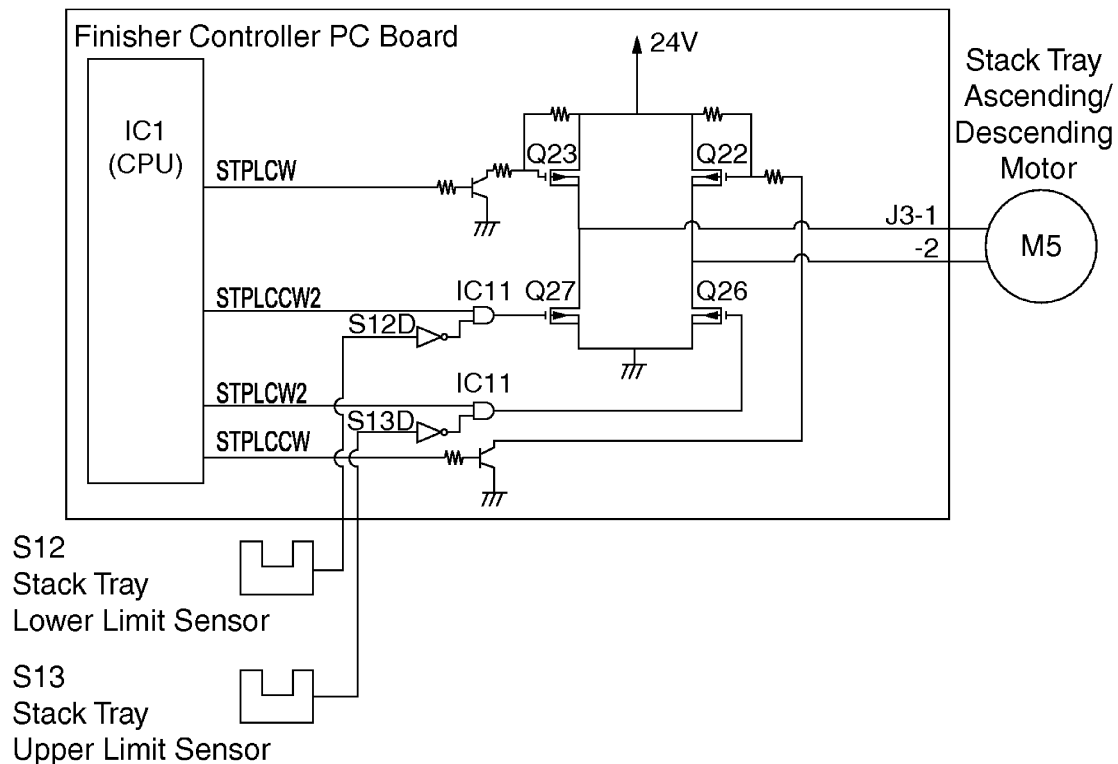 Finisher Controller PC Board
24V
Stack Tray
Ascending/
Descending
Motor
IC1
(CPU)
Q23
Q22
STPLCW
J3-1
-2
M5
STPLCCW2
IC11
Q27
Q26
S12D
STPLCW2
IC11
S13D
STPLCCW
S12
Stack Tray
Lower Limit Sensor
S13
Stack Tray
Upper Limit Sensor